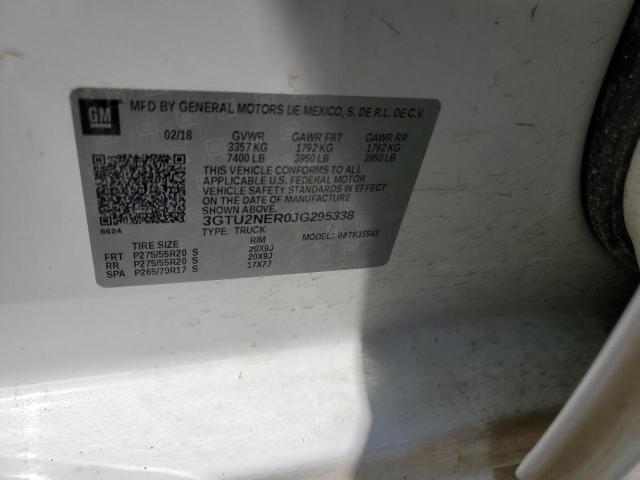 GM MFD BY GENERAL MOTORS DE MEXICO, S. DE R.L. DE C.V.
02/18 GVWR GAWR FRT GAWR RR
3357 KG 1792 KG 1792 KG
7400 LB 3950 LB 3950 LB
THIS VEHICLE CONFORMS TO ALL
APPLICABLE U.S. FEDERAL MOTOR
VEHICLE SAFETY STANDARDS IN EFFECT
ON THE DATE OF MANUFACTURE
SHOWN ABOVE.
3GTU2NER0JG295338
8624 TYPE: TRUCK MODEL: 08TK15543
TIRE SIZE RIM
FRT P275/55R20 S 20X9J
RR P275/55R20 S 20X9J
SPA P265/70R17 S 17X7J